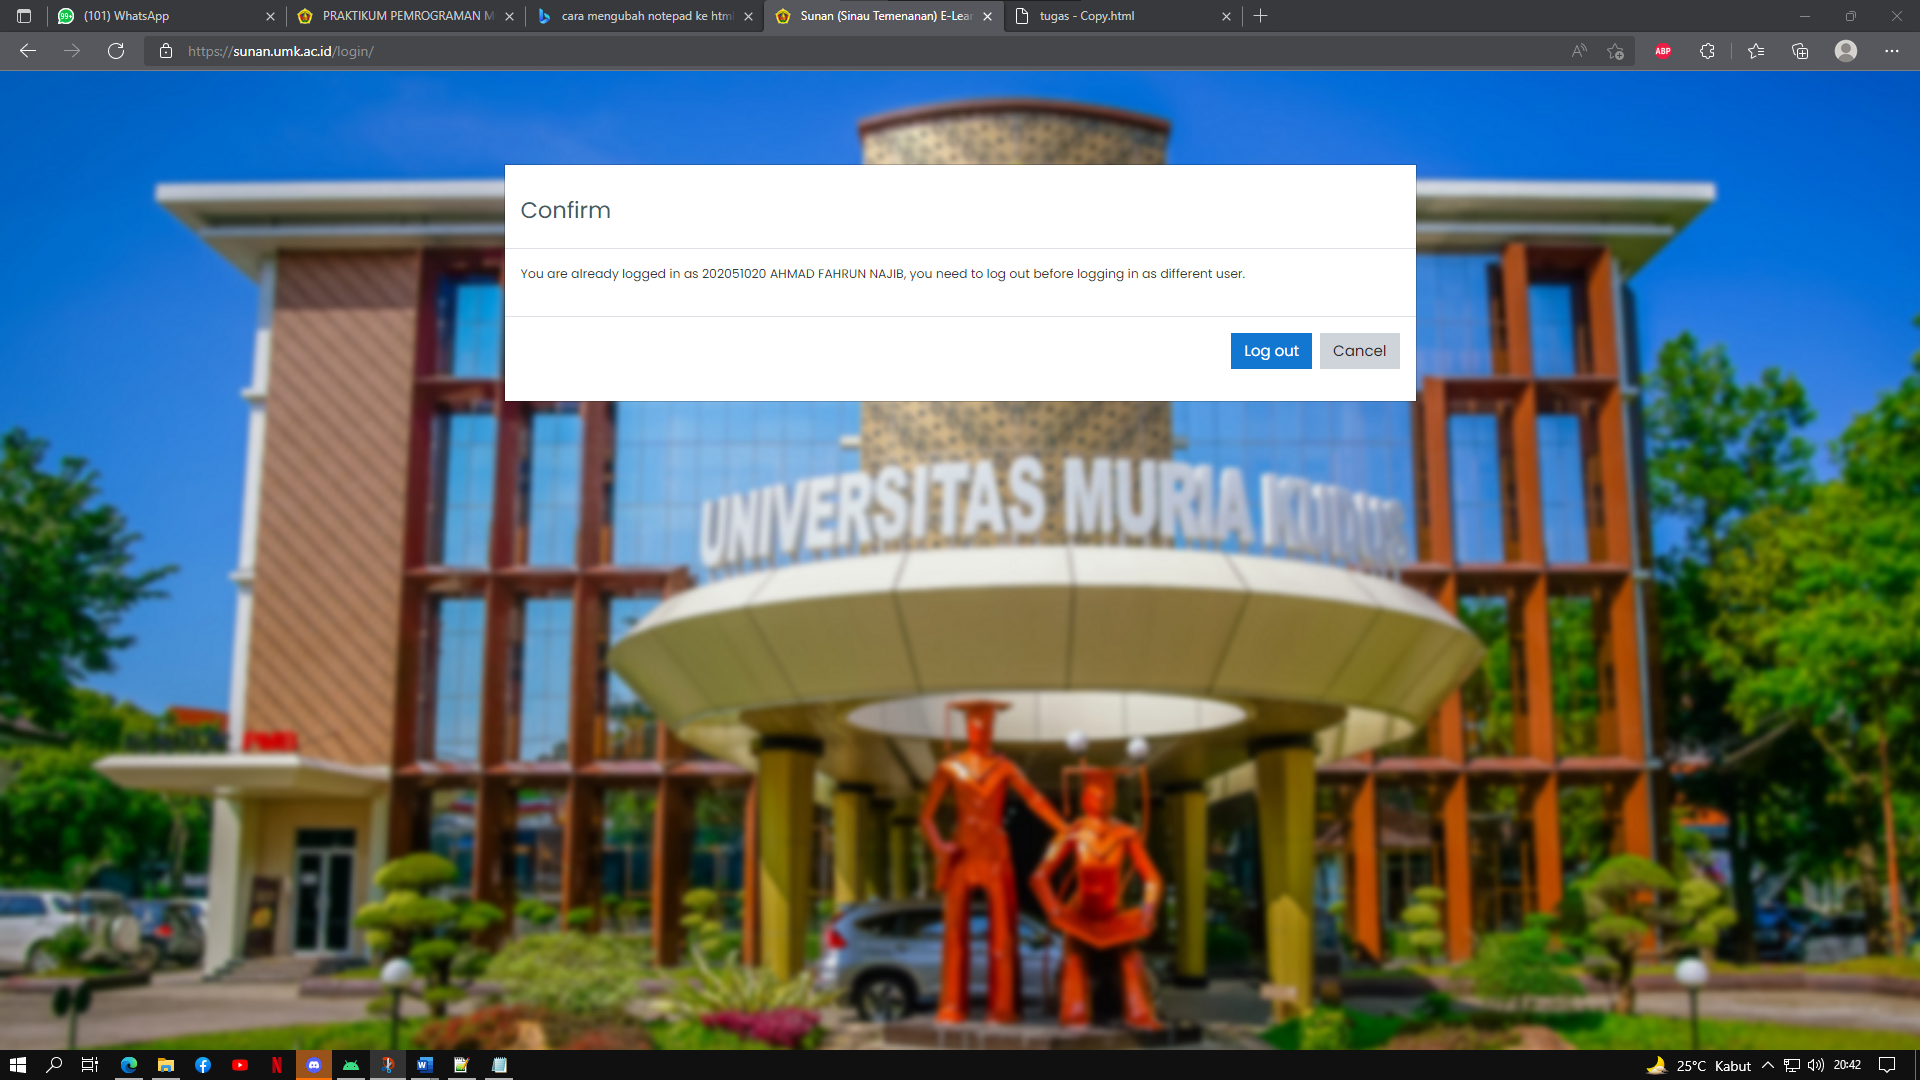 (101) WhatsApp
PRAKTIKUM PEMROGRAMAN M
cara mengubah notepad ke html
Sunan (Sinau Temenanan) E-Lear
tugas - Copy.html
https://sunan.umk.ac.id/login/
ABP
Confirm
You are already logged in as 202051020 AHMAD FAHRUN NAJIB, you need to log out before logging in as different user.
Log out
Cancel
UNIVERSITAS MURIA KUDUS
25°C Kabut
20:42